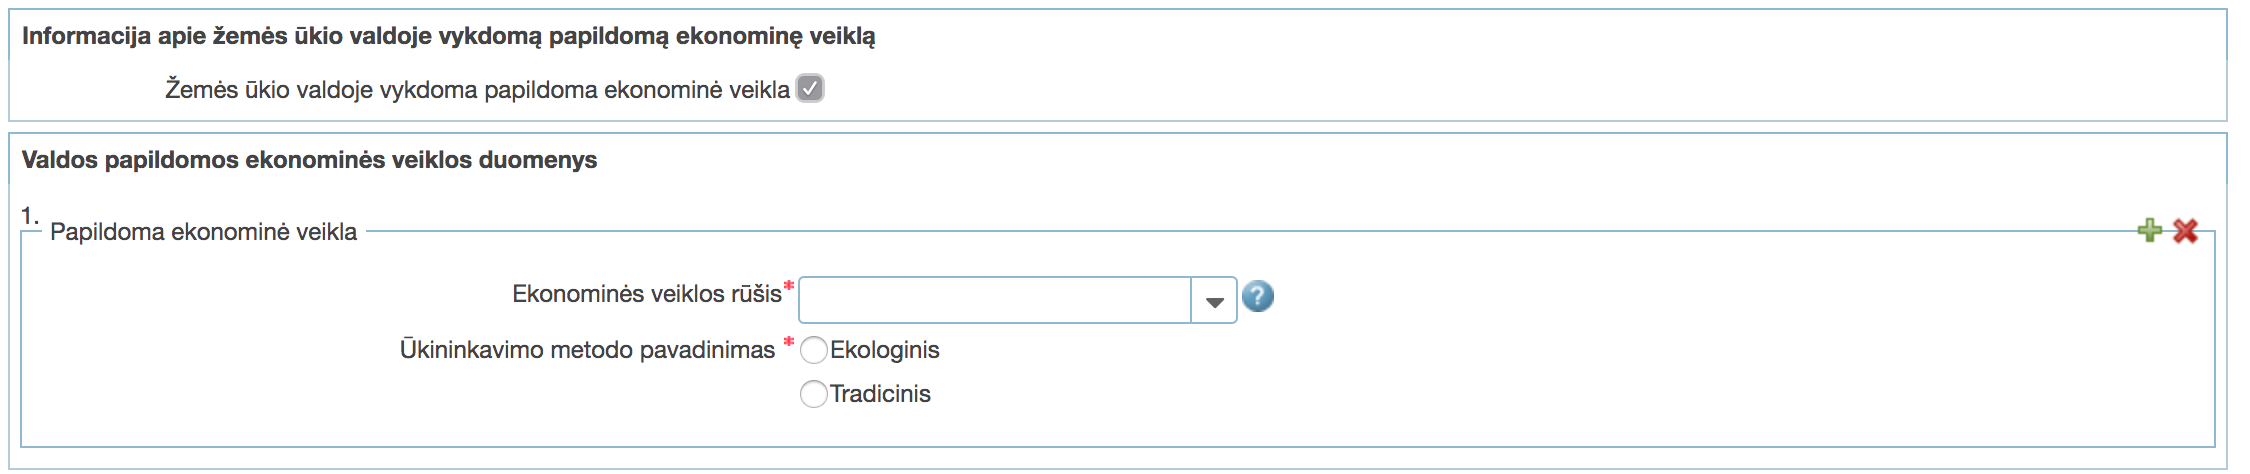 Informacija apie žemės ūkio valdoje vykdomą papildomą ekonominę veiklą
Žemės ūkio valdoje vykdoma papildoma ekonominė veikla
Valdos papildomos ekonominės veiklos duomenys
1.
Papildoma ekonominė veikla
Ekonominės veiklos rūšis* ?
Ūkininkavimo metodo pavadinimas * Ekologinis
Tradicinis